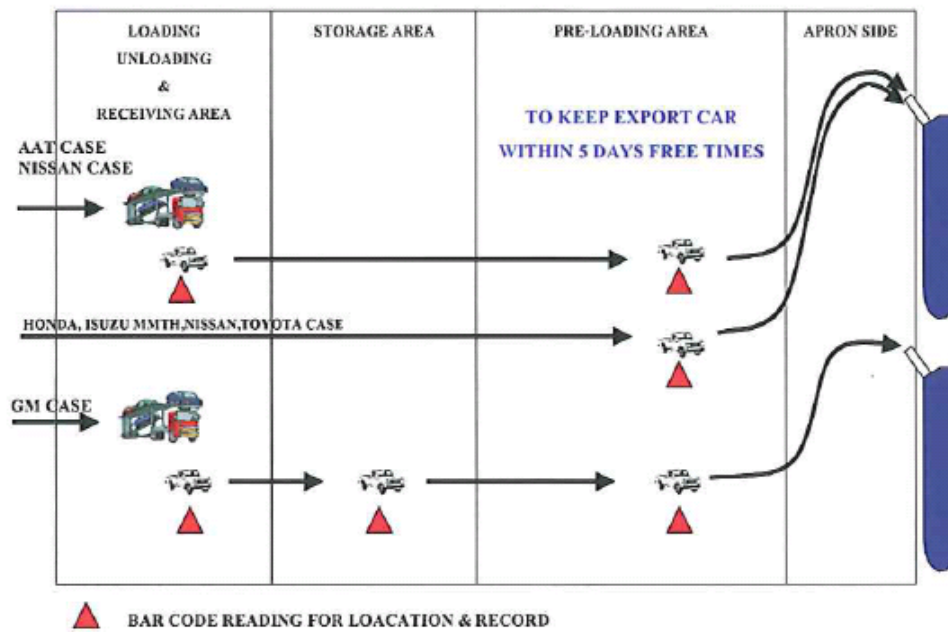 LOADING
UNLOADING
&
RECEIVING AREA
STORAGE AREA
PRE-LOADING AREA
APRON SIDE
TO KEEP EXPORT CAR
WITHIN 5 DAYS FREE TIMES
AAT CASE
NISSAN CASE
HONDA, ISUZU MMTH,NISSAN,TOYOTA CASE
GM CASE
BAR CODE READING FOR LOACATION & RECORD